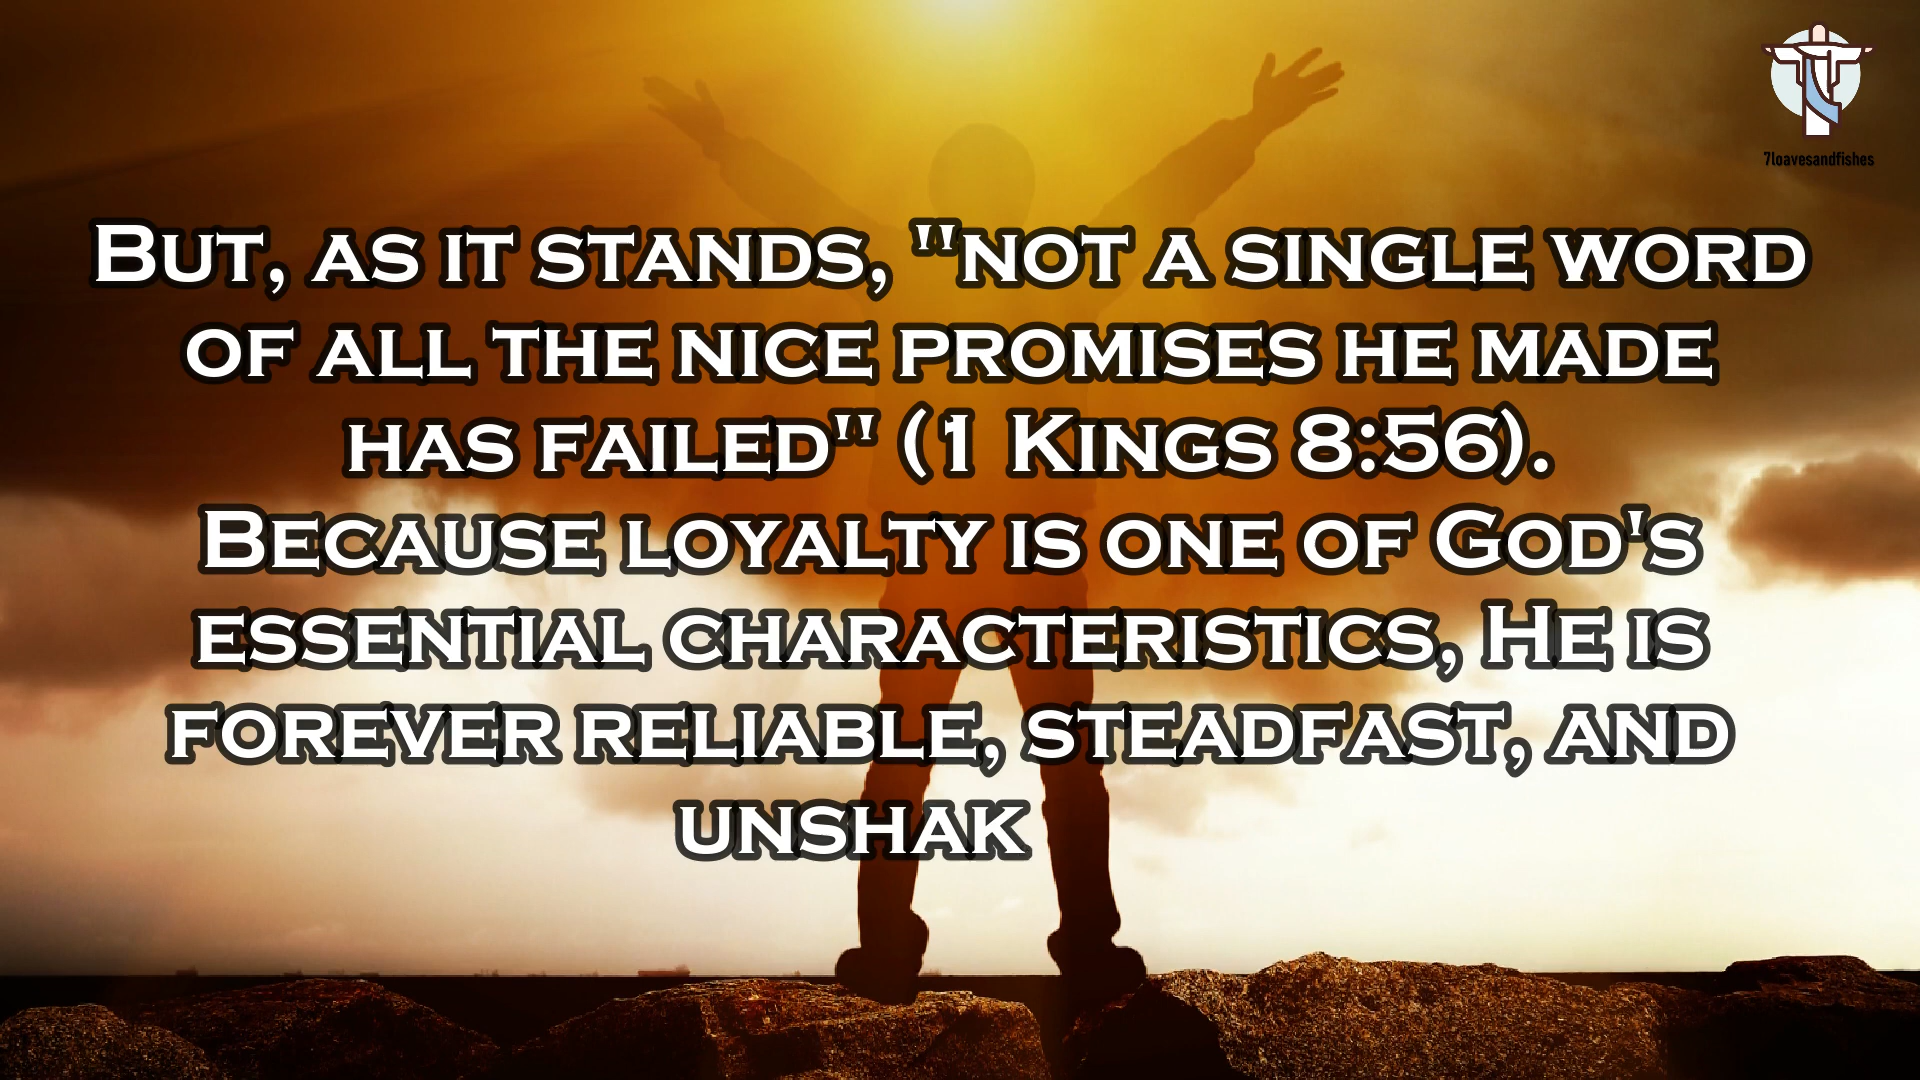 7loavesandfishes
But, as it stands, "not a single word
of all the nice promises he made
has failed" (1 Kings 8:56).
Because loyalty is one of God's
essential characteristics, He is
forever reliable, steadfast, and
unshak